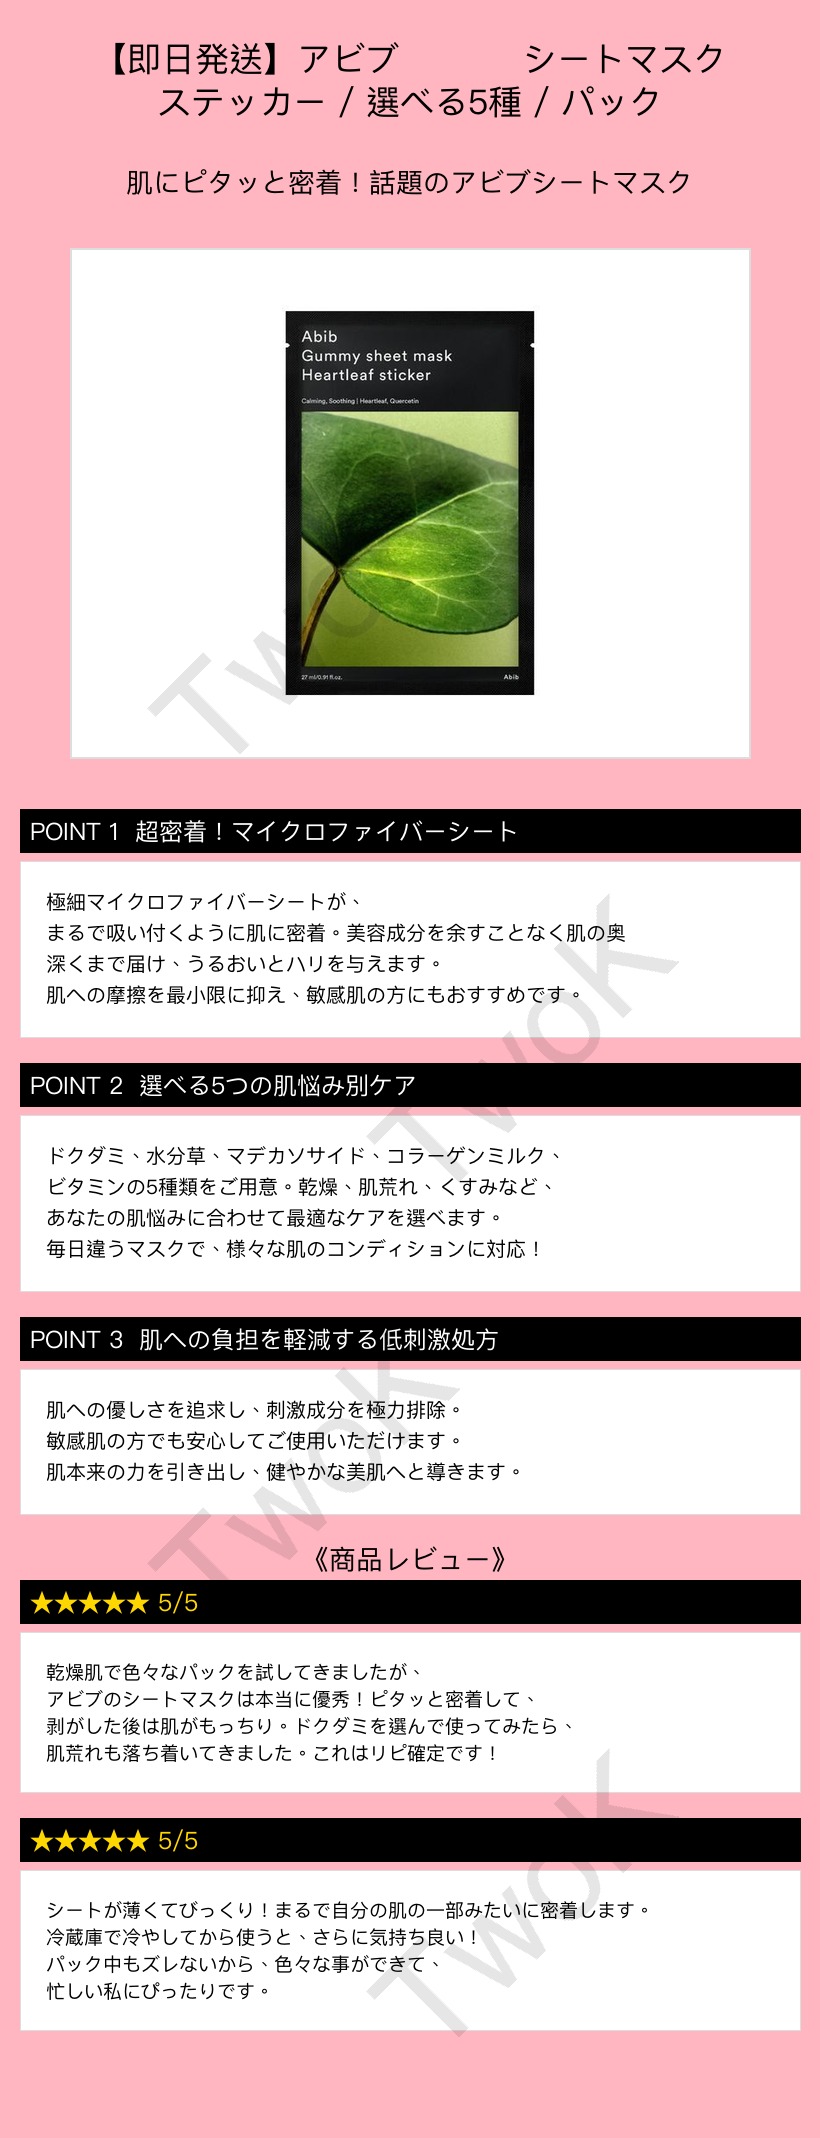 【即日発送】アビブ　　　　シートマスク
ステッカー / 選べる5種 / パック
肌にピタッと密着！話題のアビブシートマスク
Abib
Gummy sheet mask
Heartleaf sticker
Calming, Soothing | Heartleaf, Quercetin
27 ml/0.91 fl.oz.
Abib
TwoK
POINT 1 超密着！マイクロファイバーシート
極細マイクロファイバーシートが、
まるで吸い付くように肌に密着。美容成分を余すことなく肌の奥
深くまで届け、うるおいとハリを与えます。
肌への摩擦を最小限に抑え、敏感肌の方にもおすすめです。
TwoK
POINT 2 選べる5つの肌悩み別ケア
ドクダミ、水分草、マデカソサイド、コラーゲンミルク、
ビタミンの5種類をご用意。乾燥、肌荒れ、くすみなど、
あなたの肌悩みに合わせて最適なケアを選べます。
毎日違うマスクで、様々な肌のコンディションに対応！
POINT 3 肌への負担を軽減する低刺激処方
肌への優しさを追求し、刺激成分を極力排除。
敏感肌の方でも安心してご使用いただけます。
肌本来の力を引き出し、健やかな美肌へと導きます。
TwoK
《商品レビュー》
★★★★★ 5/5
乾燥肌で色々なパックを試してきましたが、
アビブのシートマスクは本当に優秀！ピタッと密着して、
剥がした後は肌がもっちり。ドクダミを選んで使ってみたら、
肌荒れも落ち着いてきました。これはリピ確定です！
★★★★★ 5/5
シートが薄くてびっくり！まるで自分の肌の一部みたいに密着します。
冷蔵庫で冷やしてから使うと、さらに気持ち良い！
パック中もズレないから、色々な事ができて、
忙しい私にぴったりです。
TwoK